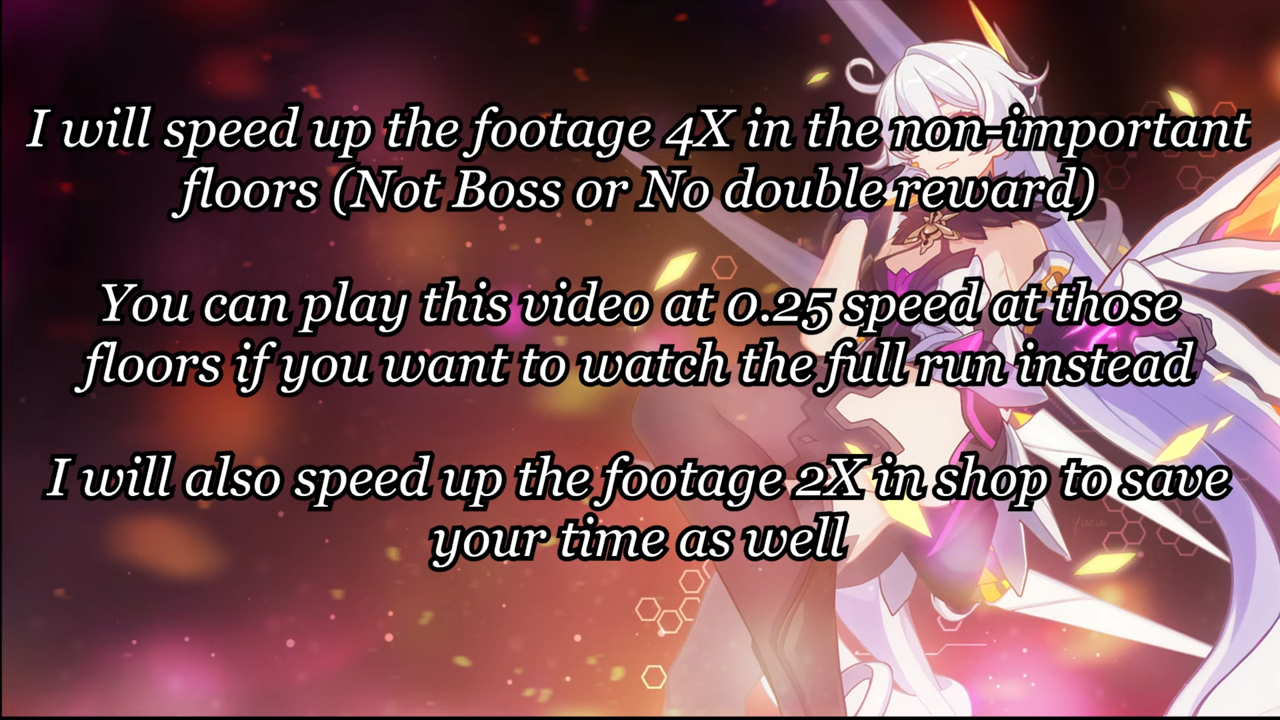 I will speed up the footage 4X in the non-important
floors (Not Boss or No double reward)
You can play this video at 0.25 speed at those
floors if you want to watch the full run instead
I will also speed up the footage 2X in shop to save
your time as well